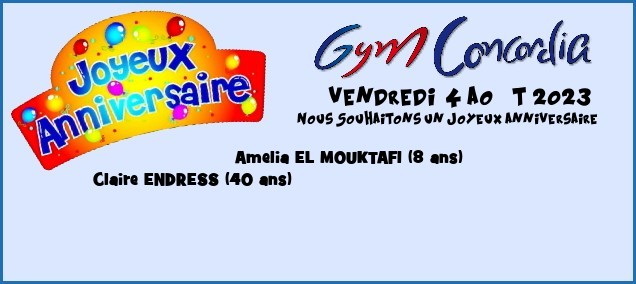 Joyeux
Anniversaire
Gym Concordia
VENDREDI 4 AO T 2023
NOUS SOUHAITONS UN JOYEUX ANNIVERSAIRE
Amelia EL MOUKTAFI (8 ans)
Claire ENDRESS (40 ans)